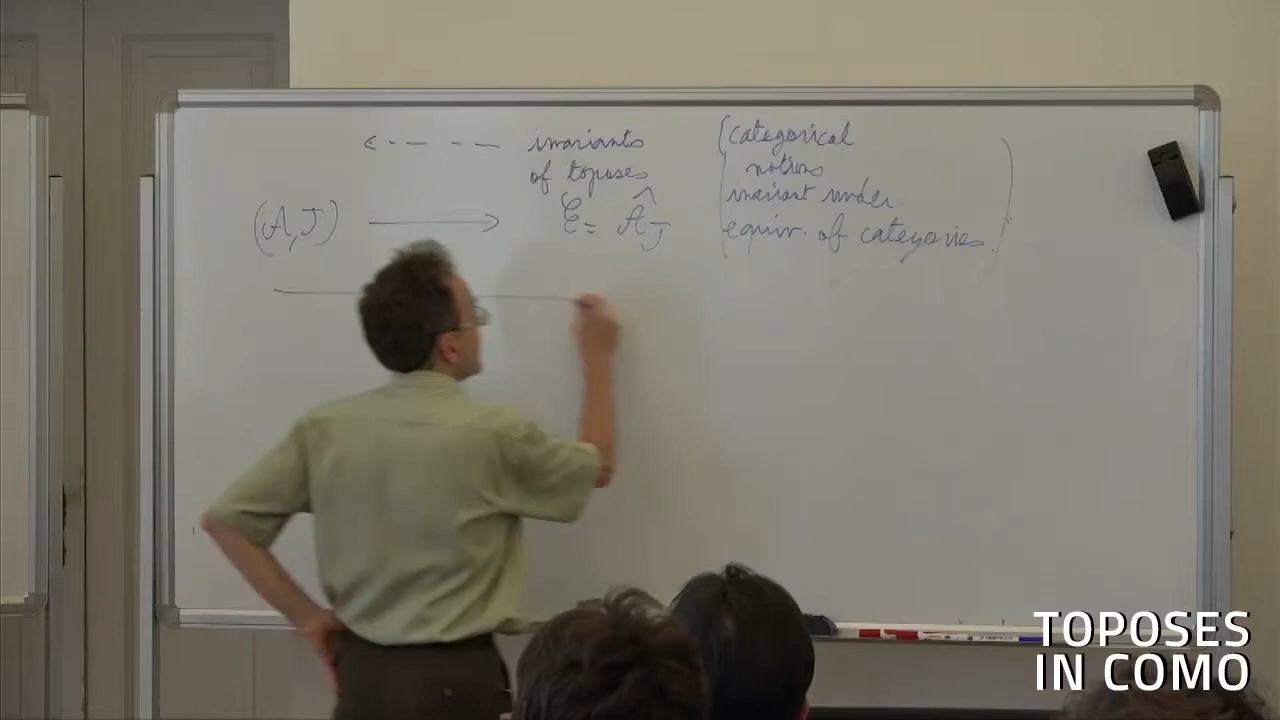 <- - - - invariants
of toposes
(A, J) ⟶ ℰ = Â_J
(categorical
notions
invariant under
equiv. of categories.)
TOPOSES
IN COMO